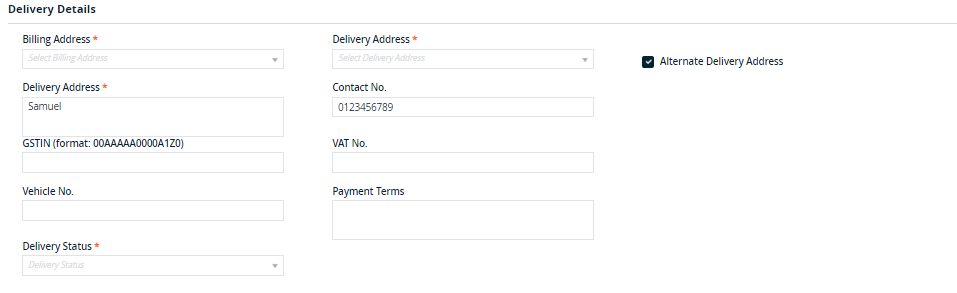 Delivery Details
Billing Address *
Delivery Address *
Select Billing Address
Select Delivery Address
Alternate Delivery Address
Delivery Address *
Contact No.
Samuel
0123456789
GSTIN (format: 00AAAAA0000A1Z0)
VAT No.
Vehicle No.
Payment Terms
Delivery Status *
Delivery Status